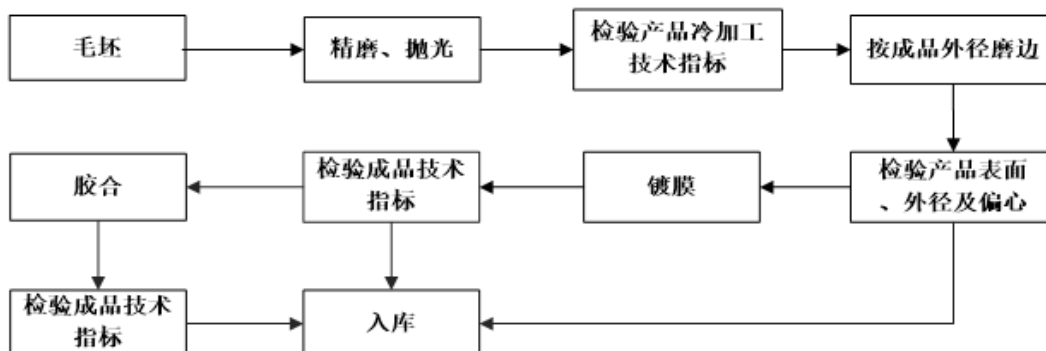 毛坯
精磨、抛光
检验产品冷加工
技术指标
按成品外径磨边
胶合
检验成品技术
指标
镀膜
检验产品表面
、外径及偏心
检验成品技术
指标
入库